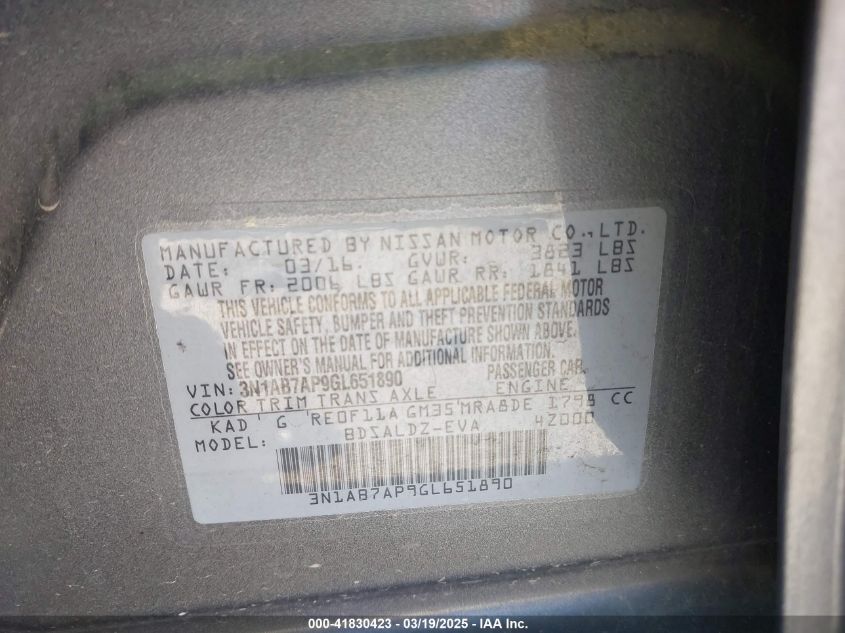 MANUFACTURED BY NISSAN MOTOR CO.,LTD.
DATE: 03/16 GVWR: 3823 LBS
GAWR FR: 2006 LBS GAWR RR: 1841 LBS
THIS VEHICLE CONFORMS TO ALL APPLICABLE FEDERAL MOTOR
VEHICLE SAFETY, BUMPER AND THEFT PREVENTION STANDARDS
IN EFFECT ON THE DATE OF MANUFACTURE SHOWN ABOVE.
SEE OWNER'S MANUAL FOR ADDITIONAL INFORMATION.
VIN: 3N1AB7AP9GL651890 PASSENGER CAR
COLOR TRIM TRANS AXLE ENGINE
KAD G RE0F11A GM35 MRA8DE 1798 CC
MODEL: BDSALDZ-EVA 42000
3N1AB7AP9GL651890
000-41830423 - 03/19/2025 - IAA Inc.